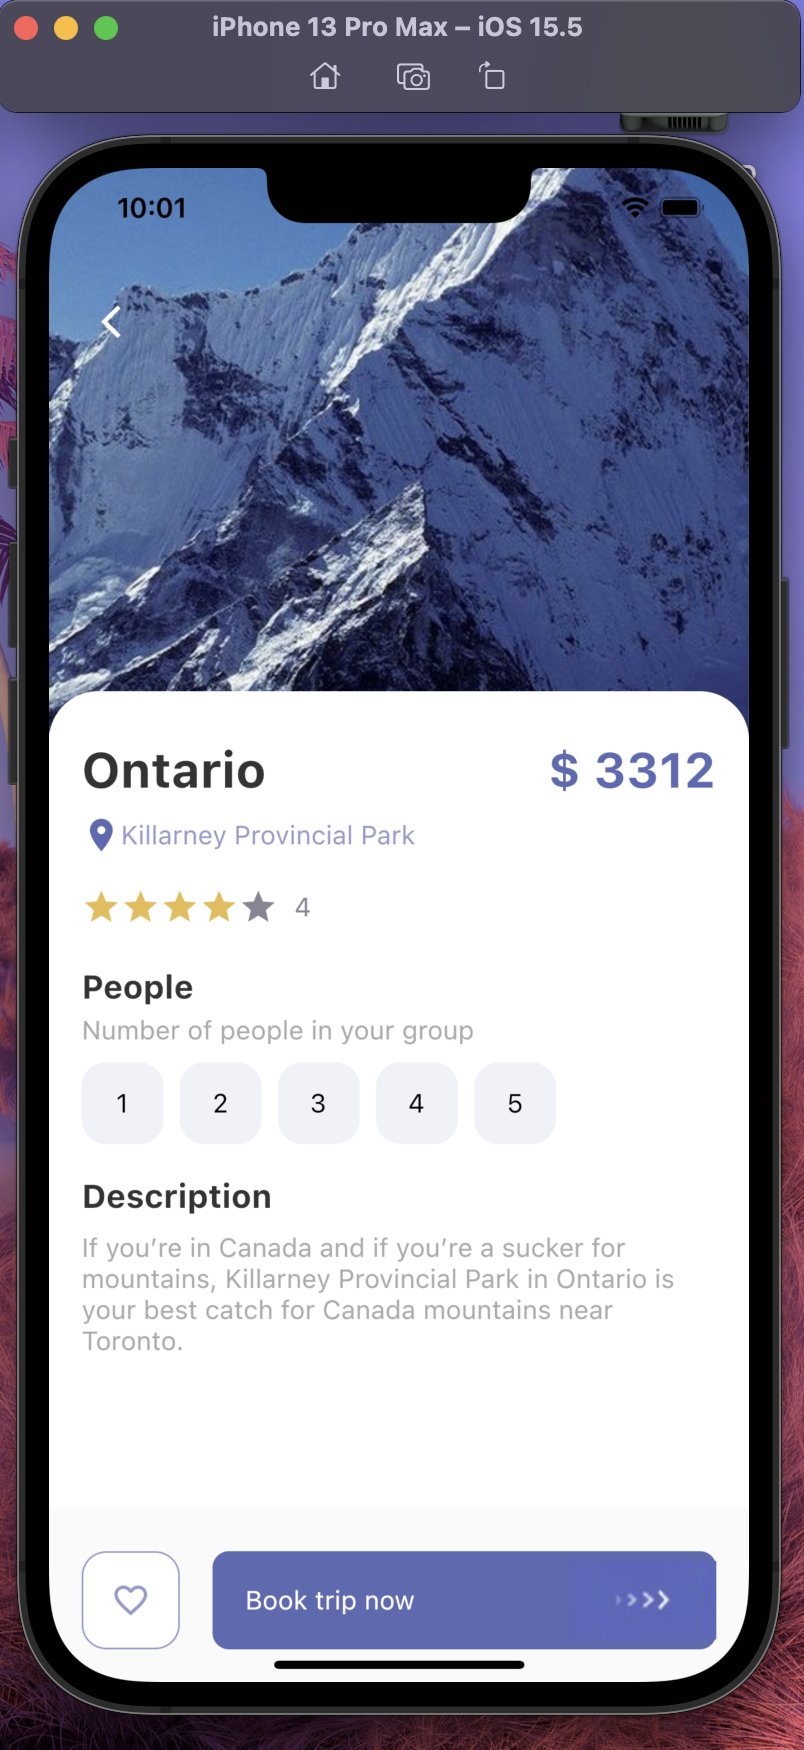 iPhone 13 Pro Max – iOS 15.5
10:01
Ontario
$ 3312
Killarney Provincial Park
4
People
Number of people in your group
1 2 3 4 5
Description
If you’re in Canada and if you’re a sucker for
mountains, Killarney Provincial Park in Ontario is
your best catch for Canada mountains near
Toronto.
Book trip now